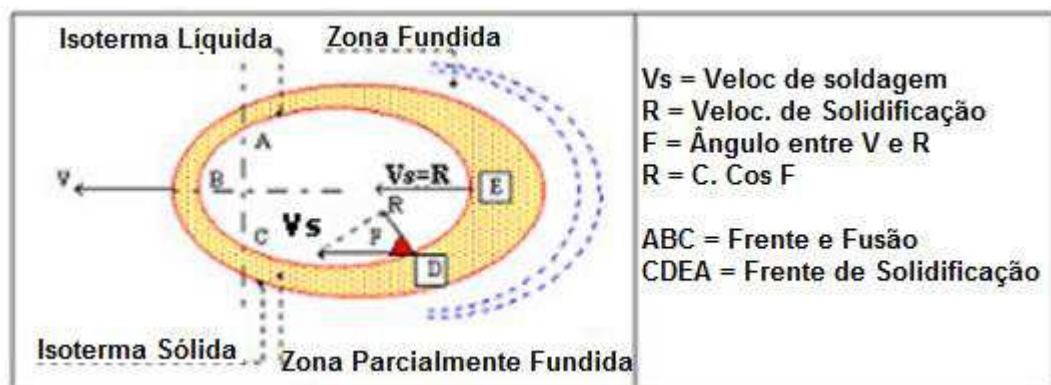 Isoterma Líquida
Zona Fundida
A
V
B
Vs=R
E
R
C
Vs
F
D
Isoterma Sólida
Zona Parcialmente Fundida
Vs = Veloc de soldagem
R = Veloc. de Solidificação
F = Ângulo entre V e R
R = C. Cos F
ABC = Frente e Fusão
CDEA = Frente de Solidificação